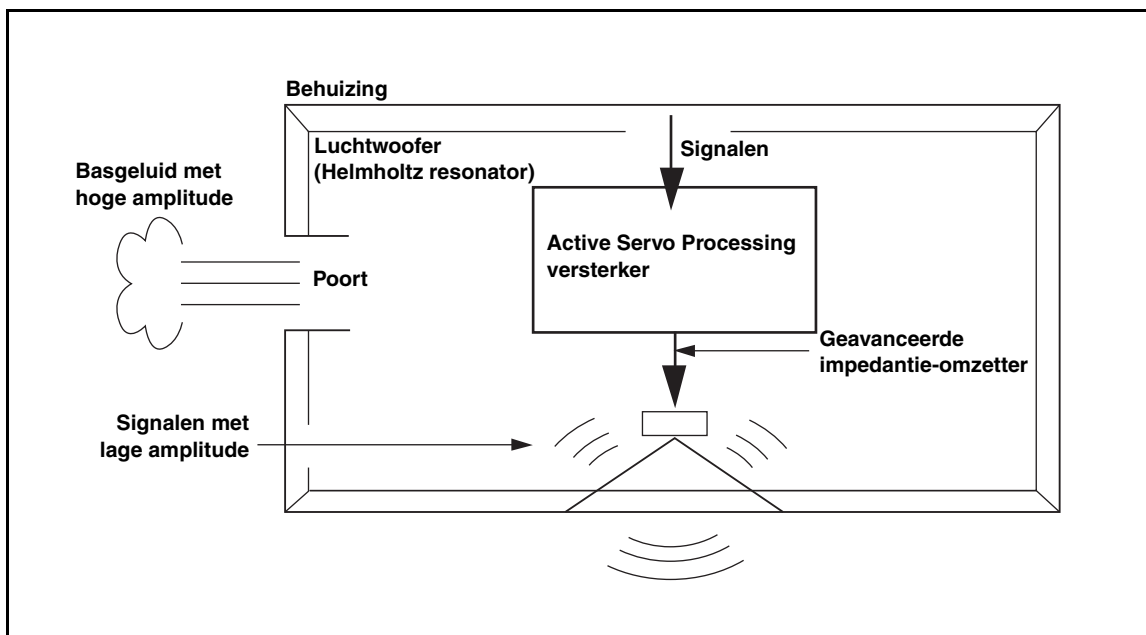 Behuizing
Luchtwoofer
(Helmholtz resonator)
Signalen
Basgeluid met
hoge amplitude
Active Servo Processing
versterker
Poort
Geavanceerde
impedantie-omzetter
Signalen met
lage amplitude